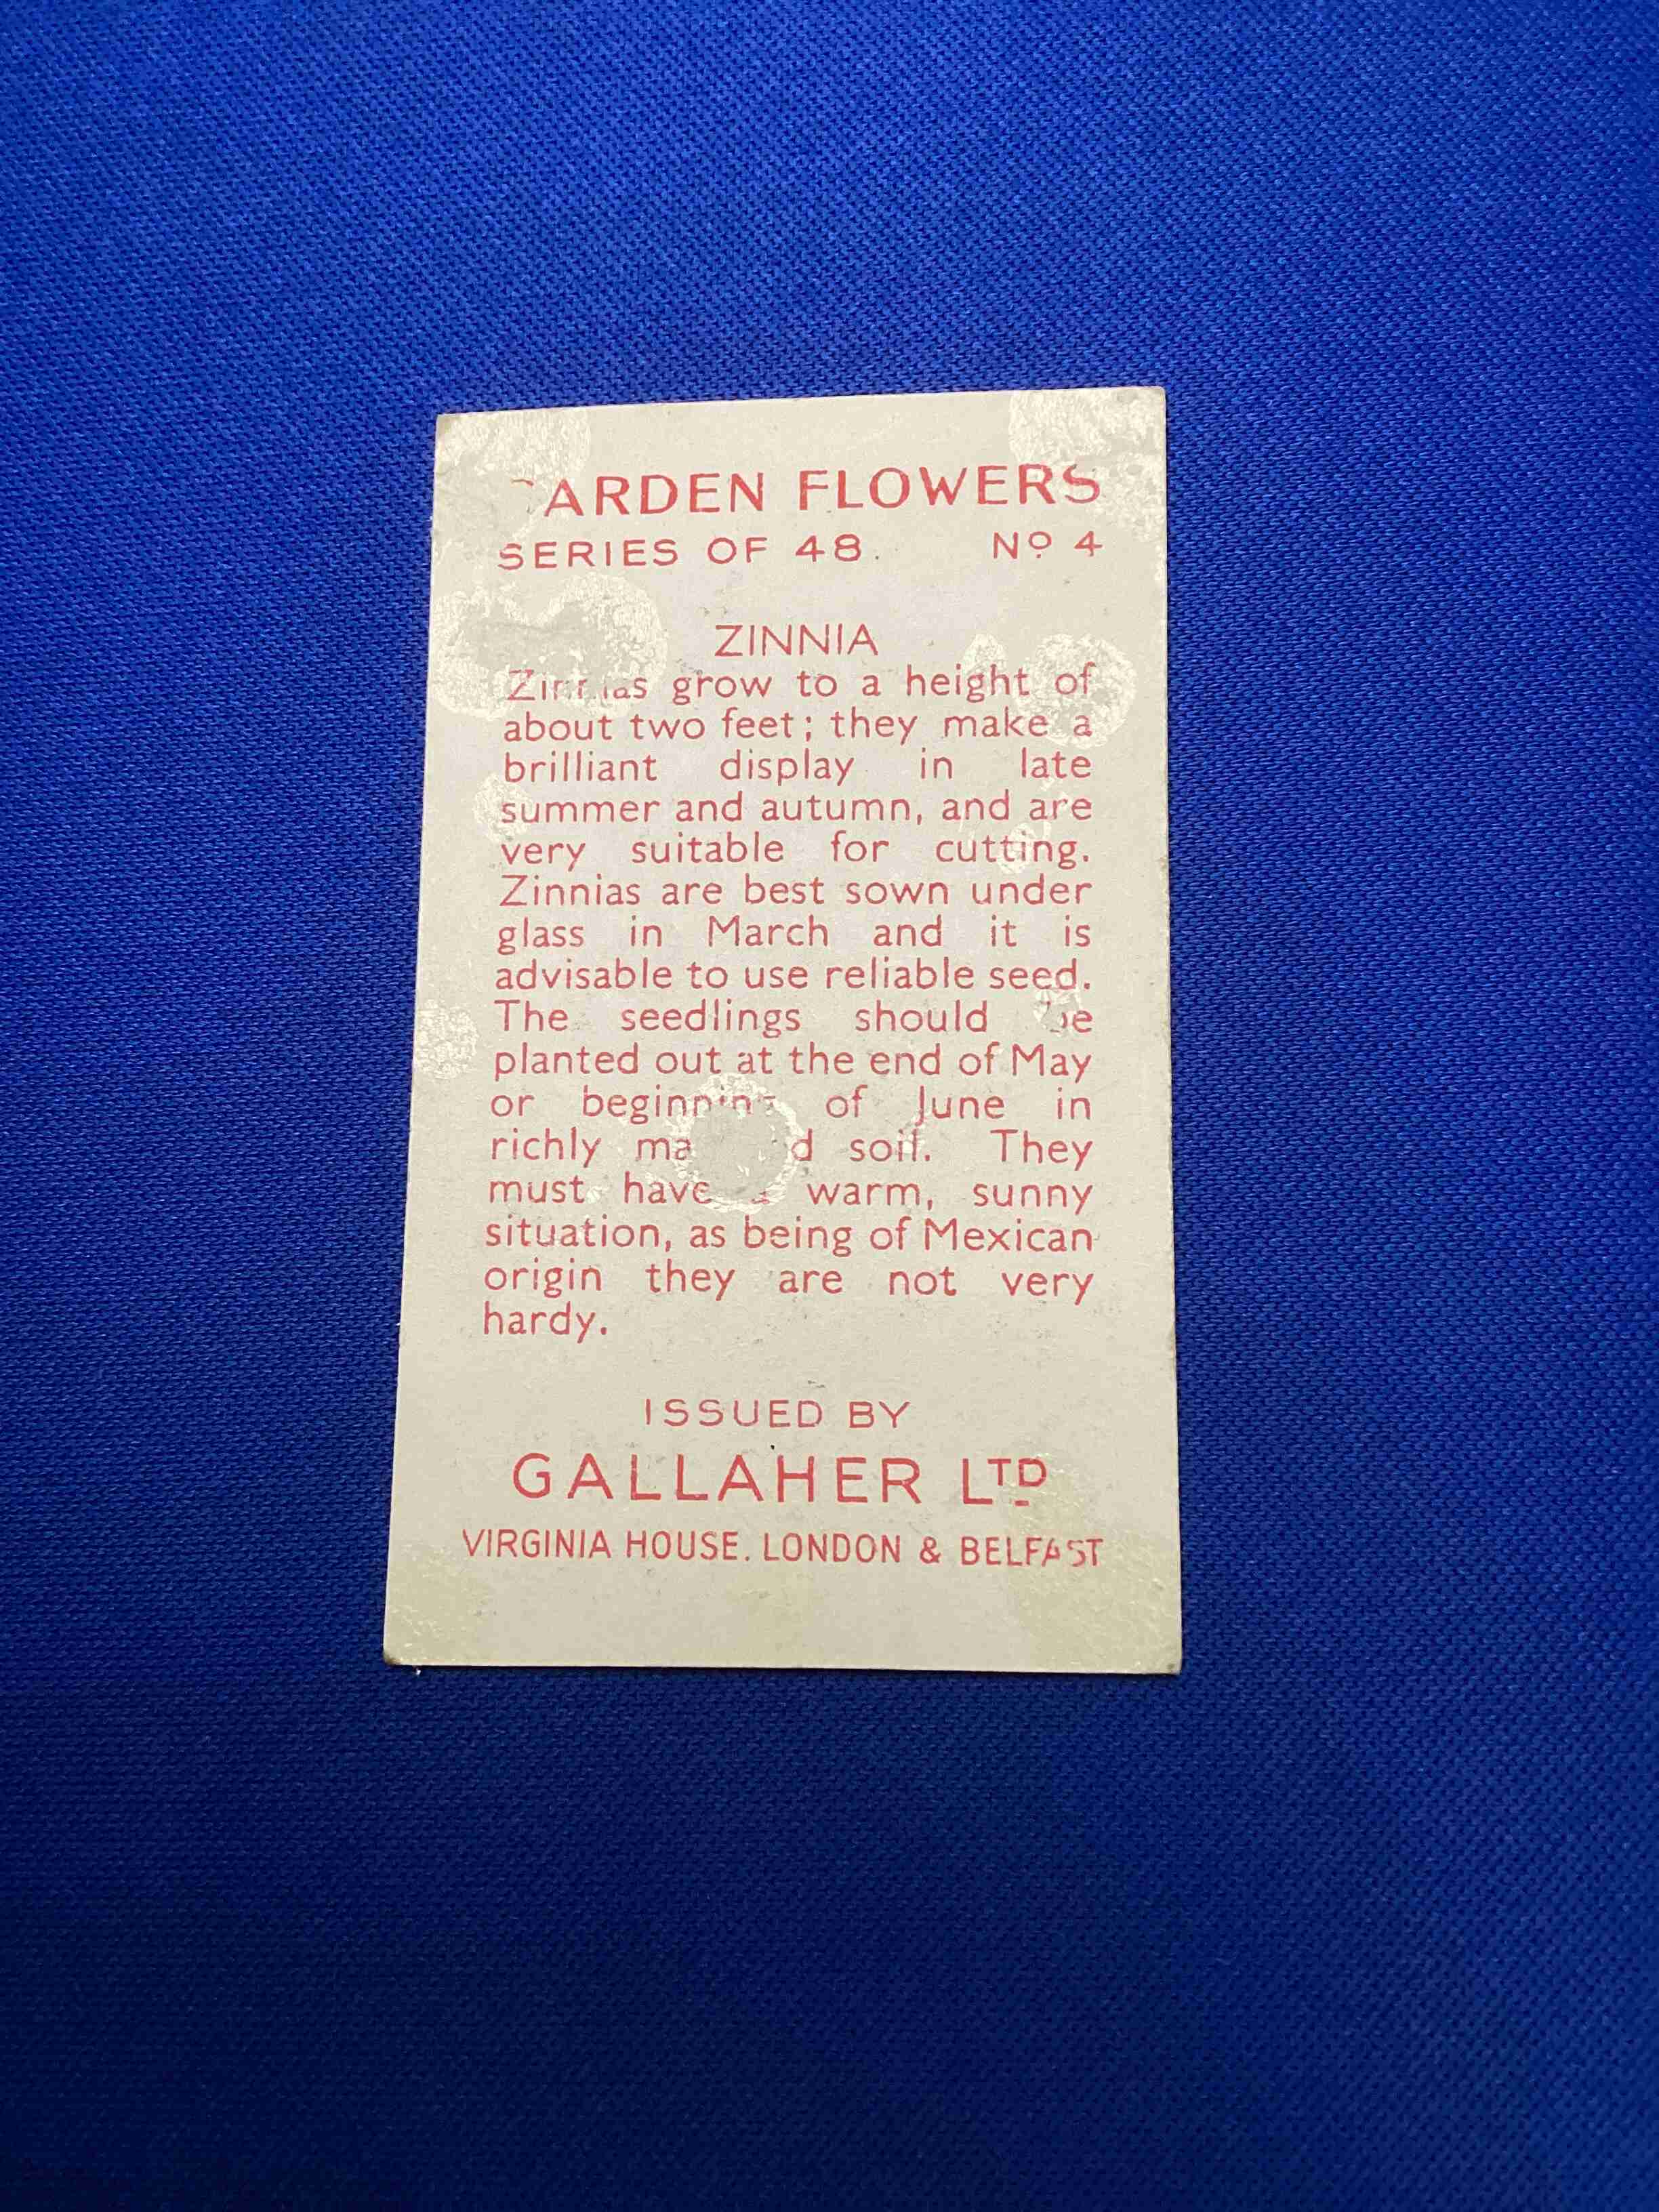 ARDEN FLOWERS
SERIES OF 48. Nº 4
ZINNIA
Zinnias grow to a height of
about two feet; they make a
brilliant display in late
summer and autumn, and are
very suitable for cutting.
Zinnias are best sown under
glass in March and it is
advisable to use reliable seed.
The seedlings should be
planted out at the end of May
or beginning of June in
richly soil. They
must have a warm, sunny
situation, as being of Mexican
origin they are not very
hardy.
ISSUED BY
GALLAHER LTD
VIRGINIA HOUSE. LONDON & BELFAST